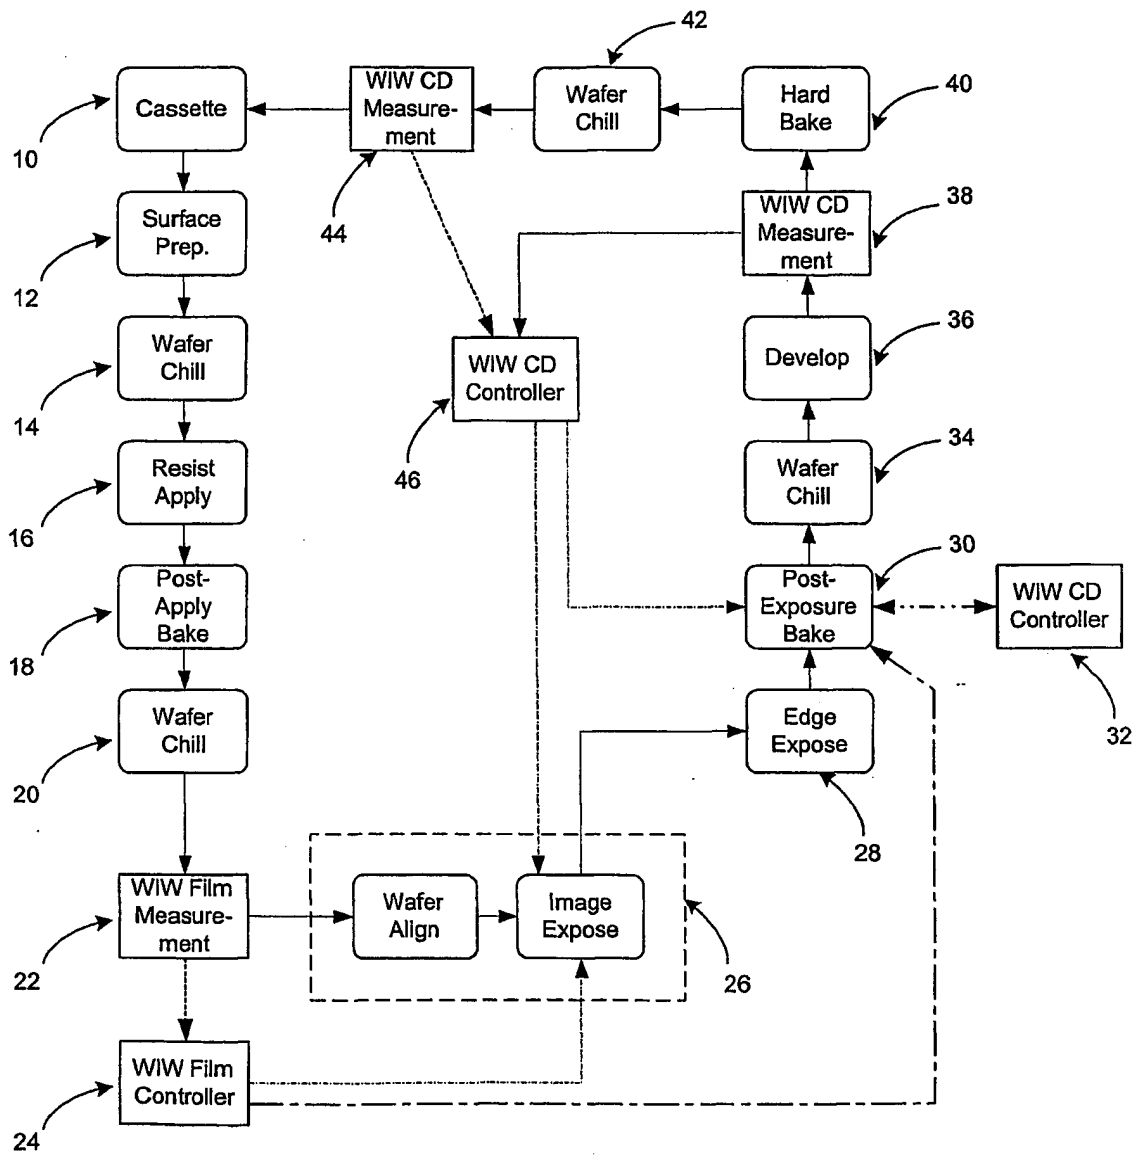 42
WIW CD
Measure-
ment
Wafer
Chill
Hard
Bake
40
Cassette
10
44
WIW CD
Measure-
ment
38
Surface
Prep.
12
Wafer
Chill
14
WIW CD
Controller
46
Develop
36
Resist
Apply
16
Wafer
Chill
34
Post-
Apply
Bake
18
Post-
Exposure
Bake
30
WIW CD
Controller
32
Wafer
Chill
20
Edge
Expose
28
WIW Film
Measure-
ment
22
Wafer
Align
Image
Expose
26
WIW Film
Controller
24